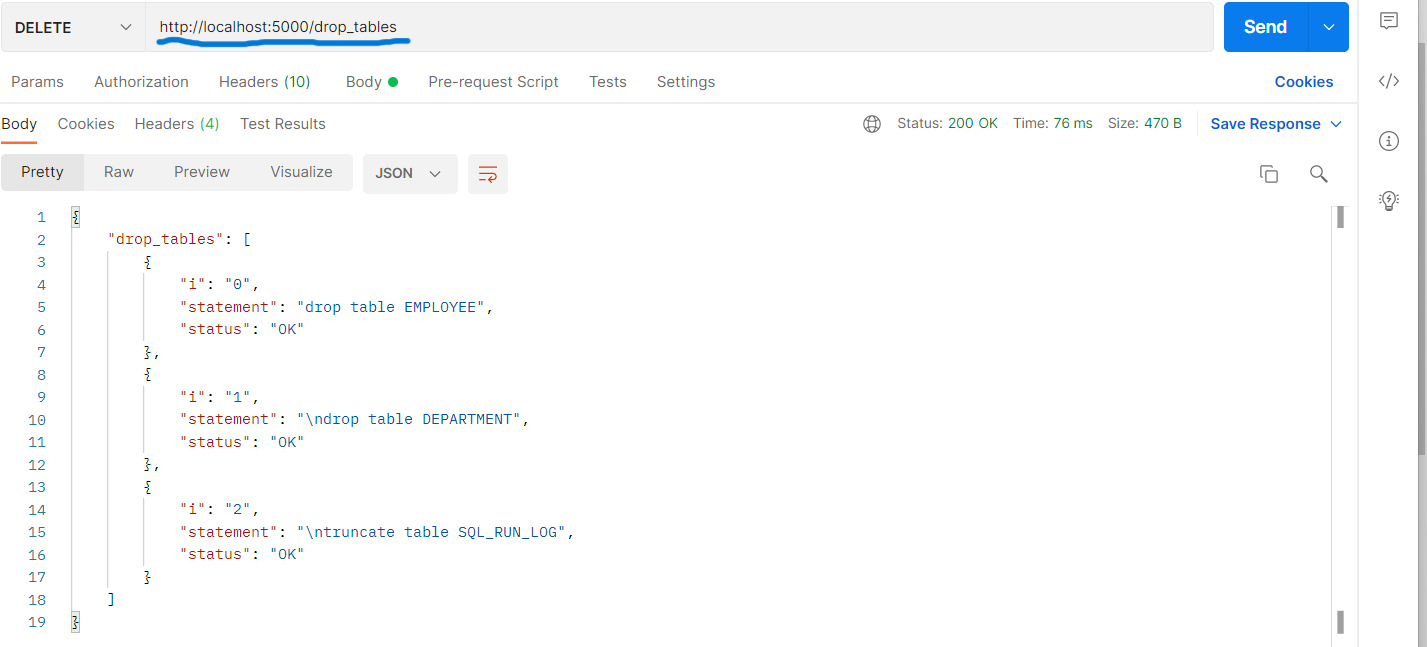 DELETE http://localhost:5000/drop_tables Send
Params Authorization Headers (10) Body Pre-request Script Tests Settings Cookies
Body Cookies Headers (4) Test Results Status: 200 OK Time: 76 ms Size: 470 B Save Response
Pretty Raw Preview Visualize JSON
1 {
2 "drop_tables": [
3 {
4 "i": "0",
5 "statement": "drop table EMPLOYEE",
6 "status": "OK"
7 },
8 {
9 "i": "1",
10 "statement": "\ndrop table DEPARTMENT",
11 "status": "OK"
12 },
13 {
14 "i": "2",
15 "statement": "\ntruncate table SQL_RUN_LOG",
16 "status": "OK"
17 }
18 ]
19 }